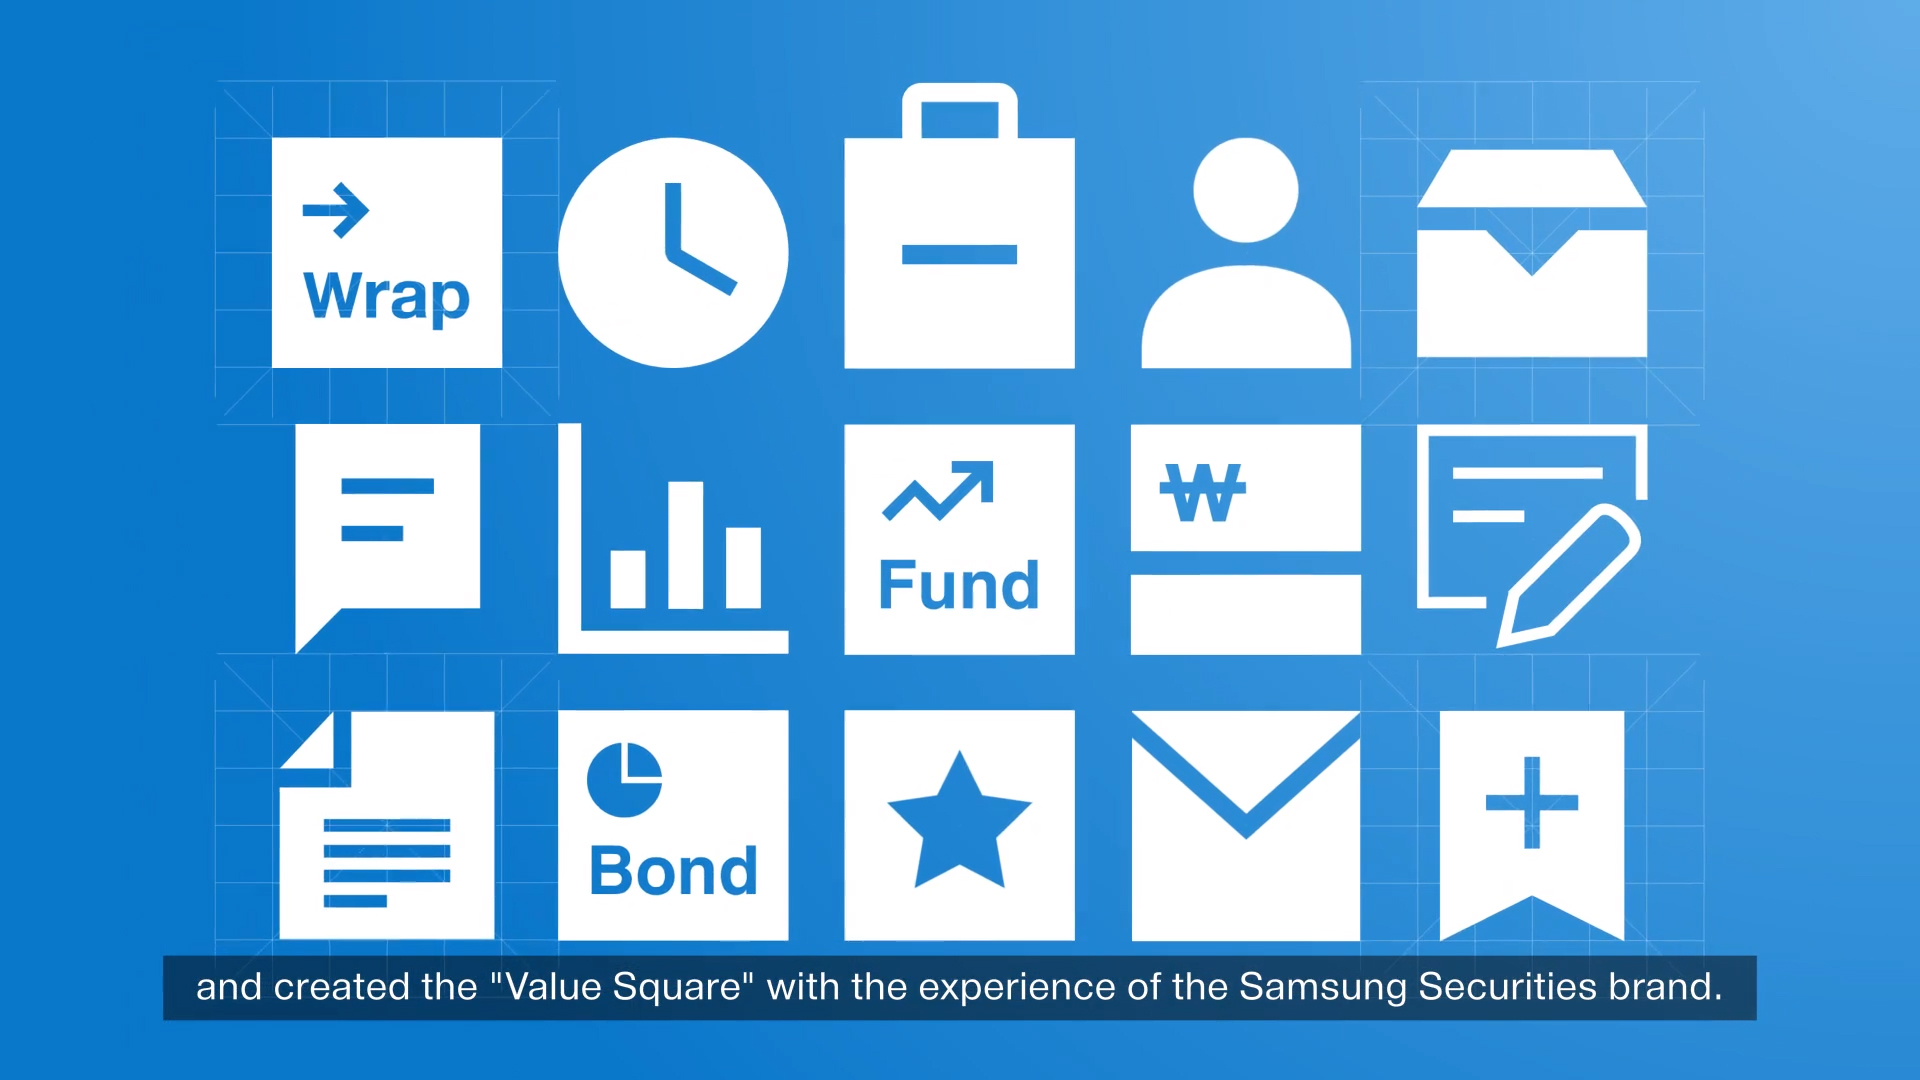 Wrap
Fund
₩
Bond
and created the "Value Square" with the experience of the Samsung Securities brand.